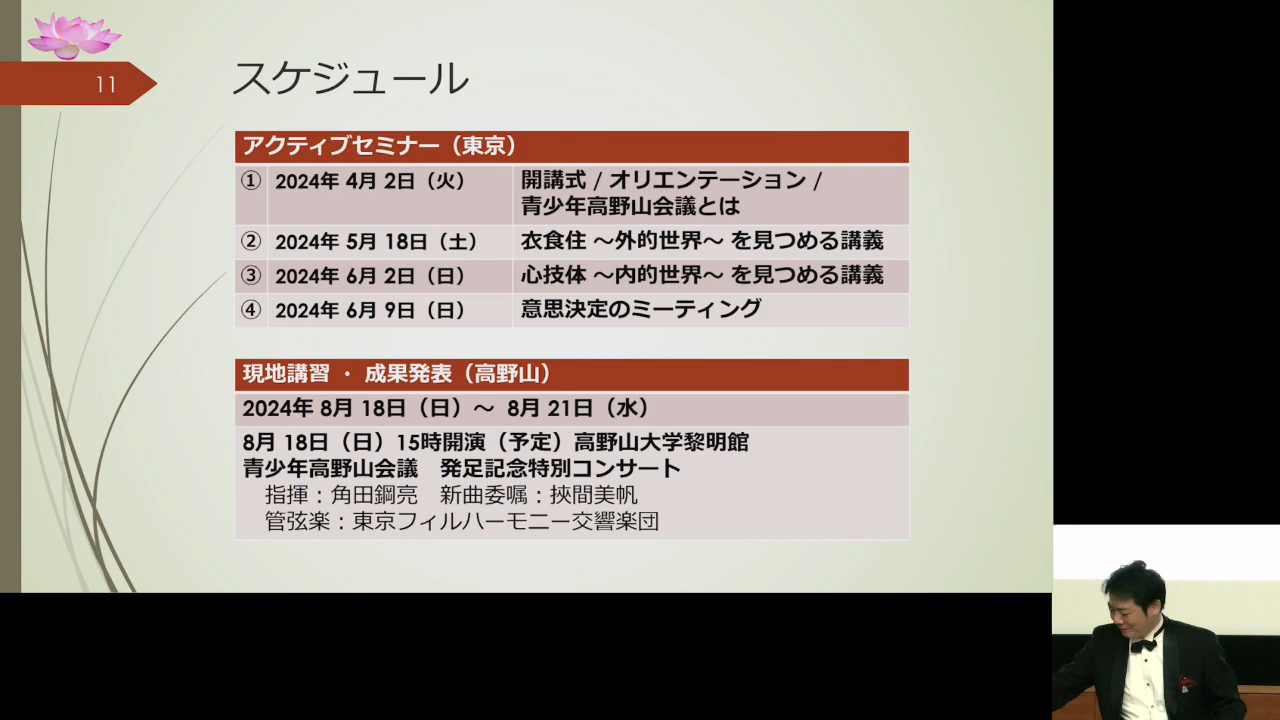 11
スケジュール
アクティブセミナー（東京）
① 2024年 4月 2日（火） 開講式 / オリエンテーション /
青少年高野山会議とは
② 2024年 5月 18日（土） 衣食住 ～外的世界～ を見つめる講義
③ 2024年 6月 2日（日） 心技体 ～内的世界～ を見つめる講義
④ 2024年 6月 9日（日） 意思決定のミーティング
現地講習 ・ 成果発表（高野山）
2024年 8月 18日（日）～ 8月 21日（水）
8月 18日（日）15時開演（予定）高野山大学黎明館
青少年高野山会議　発足記念特別コンサート
指揮：角田鋼亮　新曲委嘱：挾間美帆
管弦楽：東京フィルハーモニー交響楽団